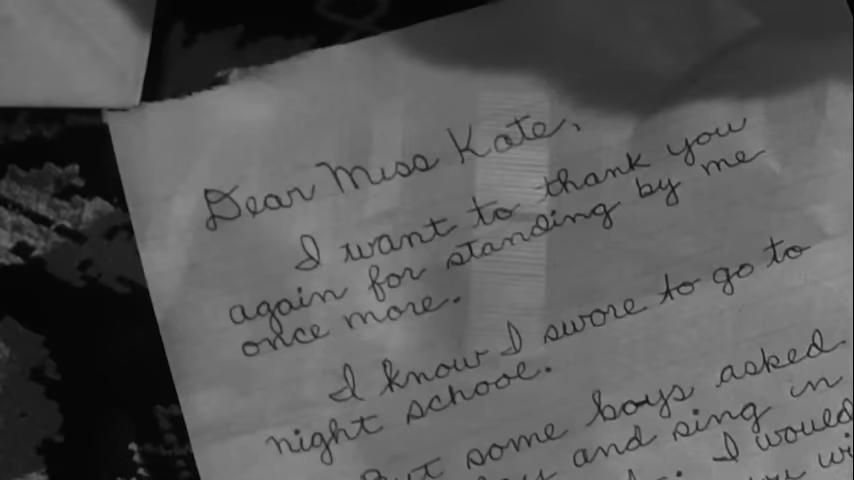 Dear Miss Kate,
I want to thank you
again for standing by me
once more.
I know I swore to go to
night school.
But some boys asked
and sing in
I would